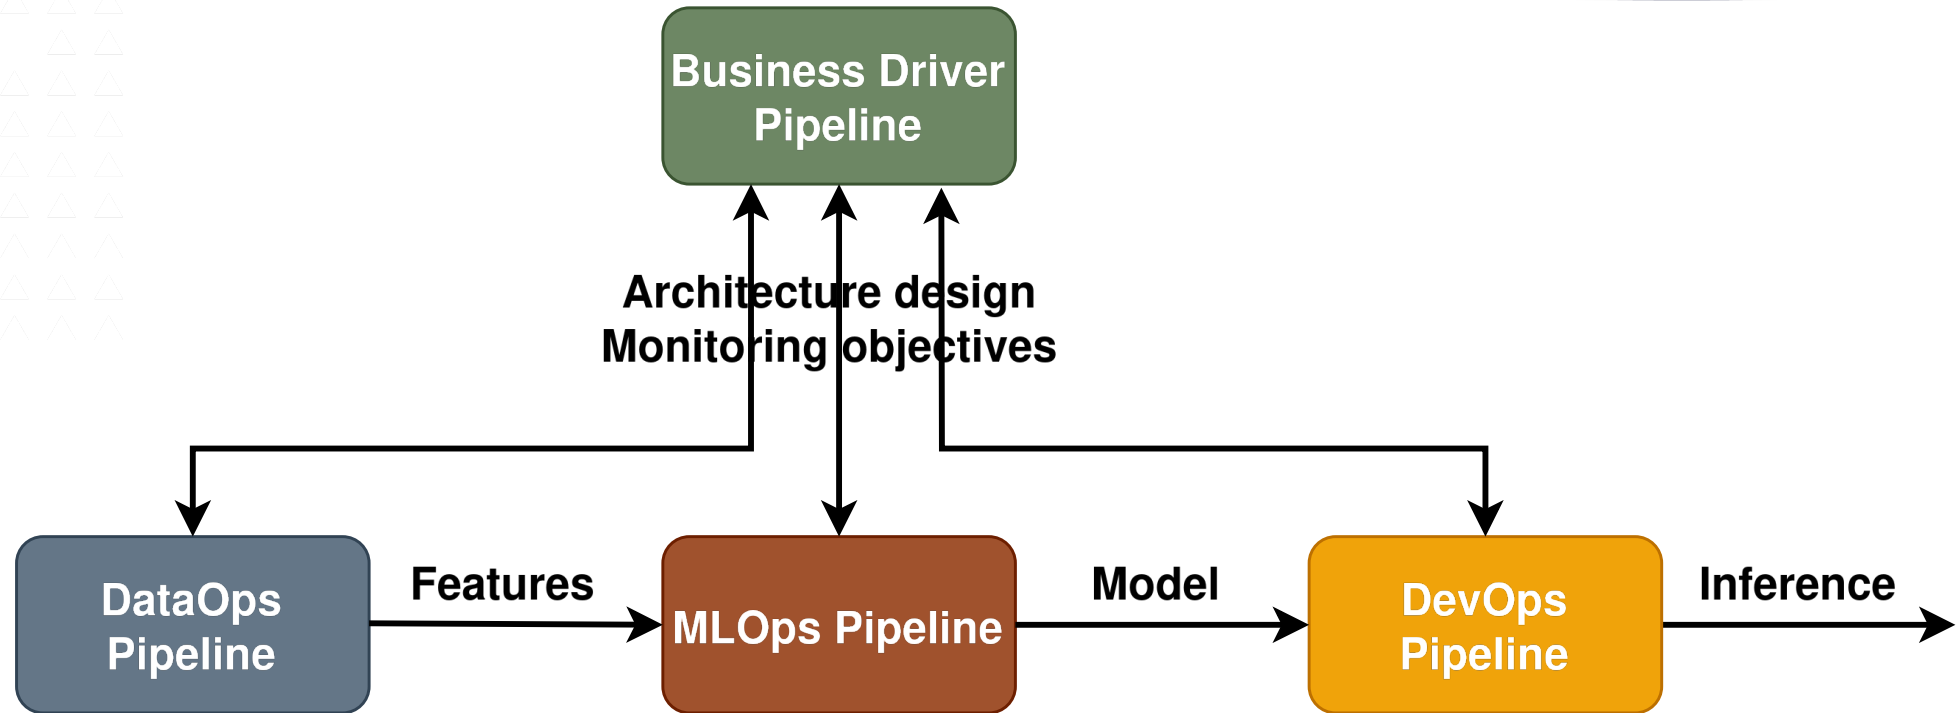 Business Driver
Pipeline
Architecture design
Monitoring objectives
DataOps
Pipeline
Features
MLOps Pipeline
Model
DevOps
Pipeline
Inference